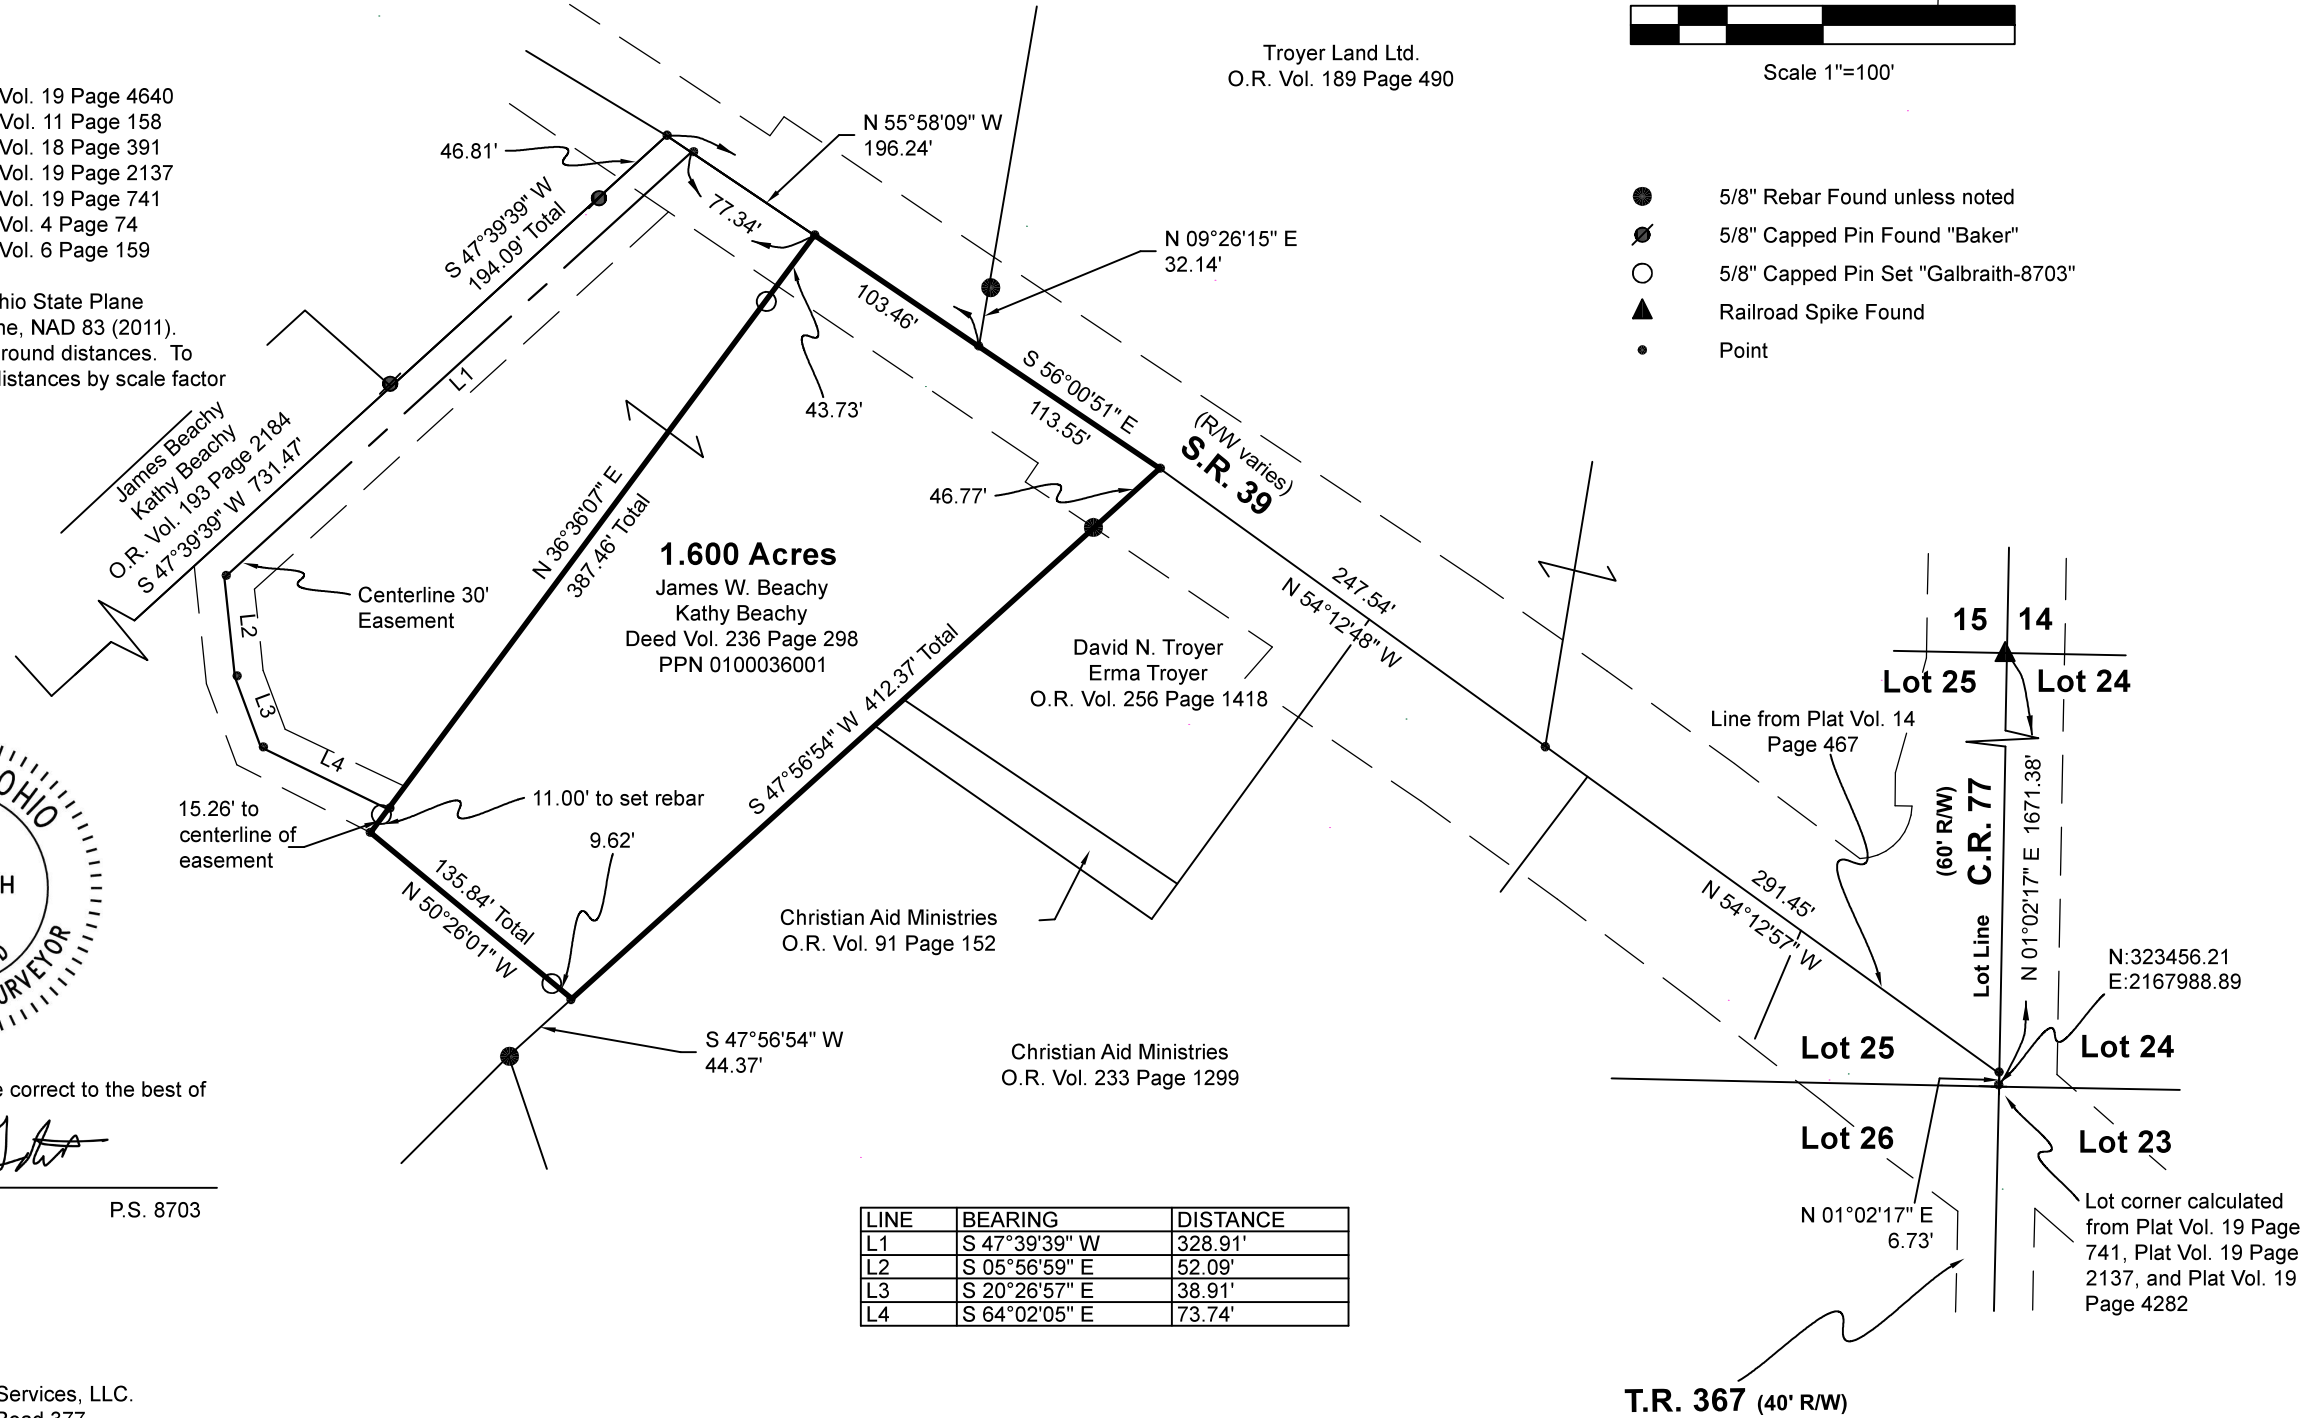 Vol. 19 Page 4640
Vol. 11 Page 158
Vol. 18 Page 391
Vol. 19 Page 2137
Vol. 19 Page 741
Vol. 4 Page 74
Vol. 6 Page 159
hio State Plane
ne, NAD 83 (2011).
round distances. To
distances by scale factor
Troyer Land Ltd.
O.R. Vol. 189 Page 490
Scale 1"=100'
5/8" Rebar Found unless noted
5/8" Capped Pin Found "Baker"
5/8" Capped Pin Set "Galbraith-8703"
Railroad Spike Found
Point
N 55°58'09" W
196.24'
46.81'
S 47°39'39" W
194.09' Total
77.34'
N 09°26'15" E
32.14'
103.46'
43.73'
S 56°00'51" E
113.55'
(R/W varies)
S.R. 39
46.77'
L1
James Beachy
Kathy Beachy
O.R. Vol. 193 Page 2184
S 47°39'39" W 731.47'
N 36°36'07" E
387.46' Total
1.600 Acres
James W. Beachy
Kathy Beachy
Deed Vol. 236 Page 298
PPN 0100036001
Centerline 30'
Easement
L2
L3
L4
S 47°56'54" W 412.37' Total
David N. Troyer
Erma Troyer
O.R. Vol. 256 Page 1418
247.54'
N 54°12'48" W
15 14
Lot 25 Lot 24
Line from Plat Vol. 14
Page 467
(60' R/W)
C.R. 77
Lot Line
N 01°02'17" E 1671.38'
OHIO
H
D
URVEYOR
15.26' to
centerline of
easement
11.00' to set rebar
9.62'
135.84' Total
N 50°26'01" W
Christian Aid Ministries
O.R. Vol. 91 Page 152
291.45'
N 54°12'57" W
N:323456.21
E:2167988.89
S 47°56'54" W
44.37'
Christian Aid Ministries
O.R. Vol. 233 Page 1299
Lot 25 Lot 24
Lot 26 Lot 23
e correct to the best of
P.S. 8703
N 01°02'17" E
6.73'
Lot corner calculated
from Plat Vol. 19 Page
741, Plat Vol. 19 Page
2137, and Plat Vol. 19
Page 4282
LINE BEARING DISTANCE
L1 S 47°39'39" W 328.91'
L2 S 05°56'59" E 52.09'
L3 S 20°26'57" E 38.91'
L4 S 64°02'05" E 73.74'
Services, LLC.
Road 377
T.R. 367 (40' R/W)